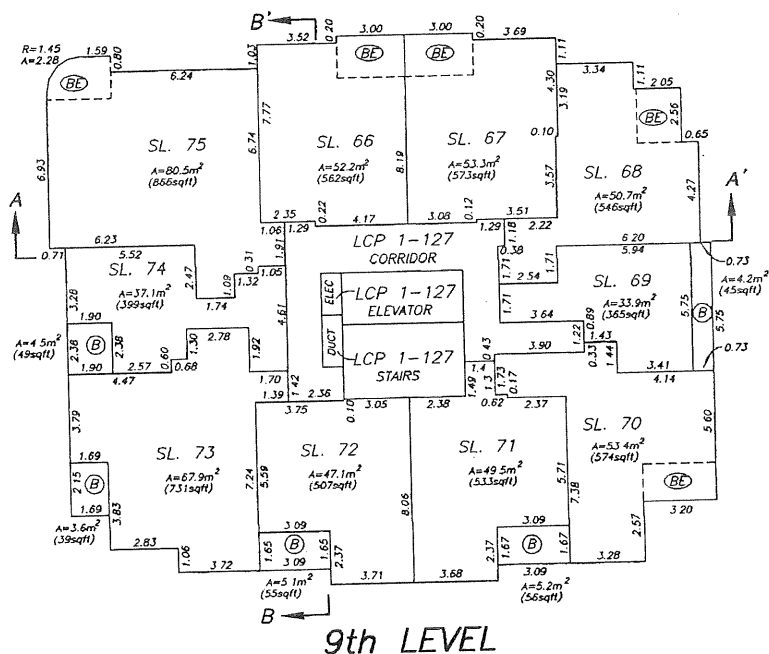 B'
0.20
3.00
3.00
0.20
R=1.45
A=2.28
1.59
0.80
3.52
3.69
1.03
1.11
BE
6.24
BE
BE
4.30
3.34
1.11
2.05
7.77
3.19
BE
2.56
6.74
0.10
0.65
SL. 75
SL. 66
SL. 67
A=80.5m²
(866sqft)
A=52.2m²
(562sqft)
8.19
A=53.3m²
(573sqft)
3.57
SL. 68
A=50.7m²
(546sqft)
6.93
4.27
A
A'
2.35
0.22
4.17
3.08
0.12
3.51
1.06
1.29
1.29
2.22
0.71
6.23
5.52
1.91
LCP 1-127
CORRIDOR
1.18
0.38
6.20
5.94
0.73
SL. 74
2.47
0.31
1.05
1.09
1.32
1.74
1.71
1.71
2.54
SL. 69
A=4.2m²
(45sqft)
3.28
A=37.1m²
(399sqft)
ELEC
LCP 1-127
ELEVATOR
A=33.9m²
(365sqft)
5.75
B
5.75
1.90
4.61
1.71
3.64
0.89
A=4.5m²
(49sqft)
2.38
B
2.38
1.30
2.78
1.92
DUCT
LCP 1-127
STAIRS
0.43
3.90
1.22
1.43
0.33
1.44
0.73
1.90
2.57
0.60
0.68
1.4
1.3
1.73
0.17
3.41
4.47
1.70
1.42
1.49
4.14
1.39
3.75
2.36
0.10
3.05
2.38
0.62
2.37
3.79
SL. 73
SL. 72
SL. 71
SL. 70
5.60
A=67.9m²
(731sqft)
7.24
5.59
A=47.1m²
(507sqft)
A=49.5m²
(533sqft)
5.71
A=53.4m²
(574sqft)
1.69
2.15
B
8.06
7.38
BE
1.69
3.83
3.20
A=3.6m²
(39sqft)
3.09
3.09
2.57
2.83
1.06
1.65
B
1.65
2.37
2.37
1.67
B
1.67
3.72
3.09
3.09
3.28
A=5.1m²
(55sqft)
3.71
3.68
A=5.2m²
(56sqft)
B
9th LEVEL